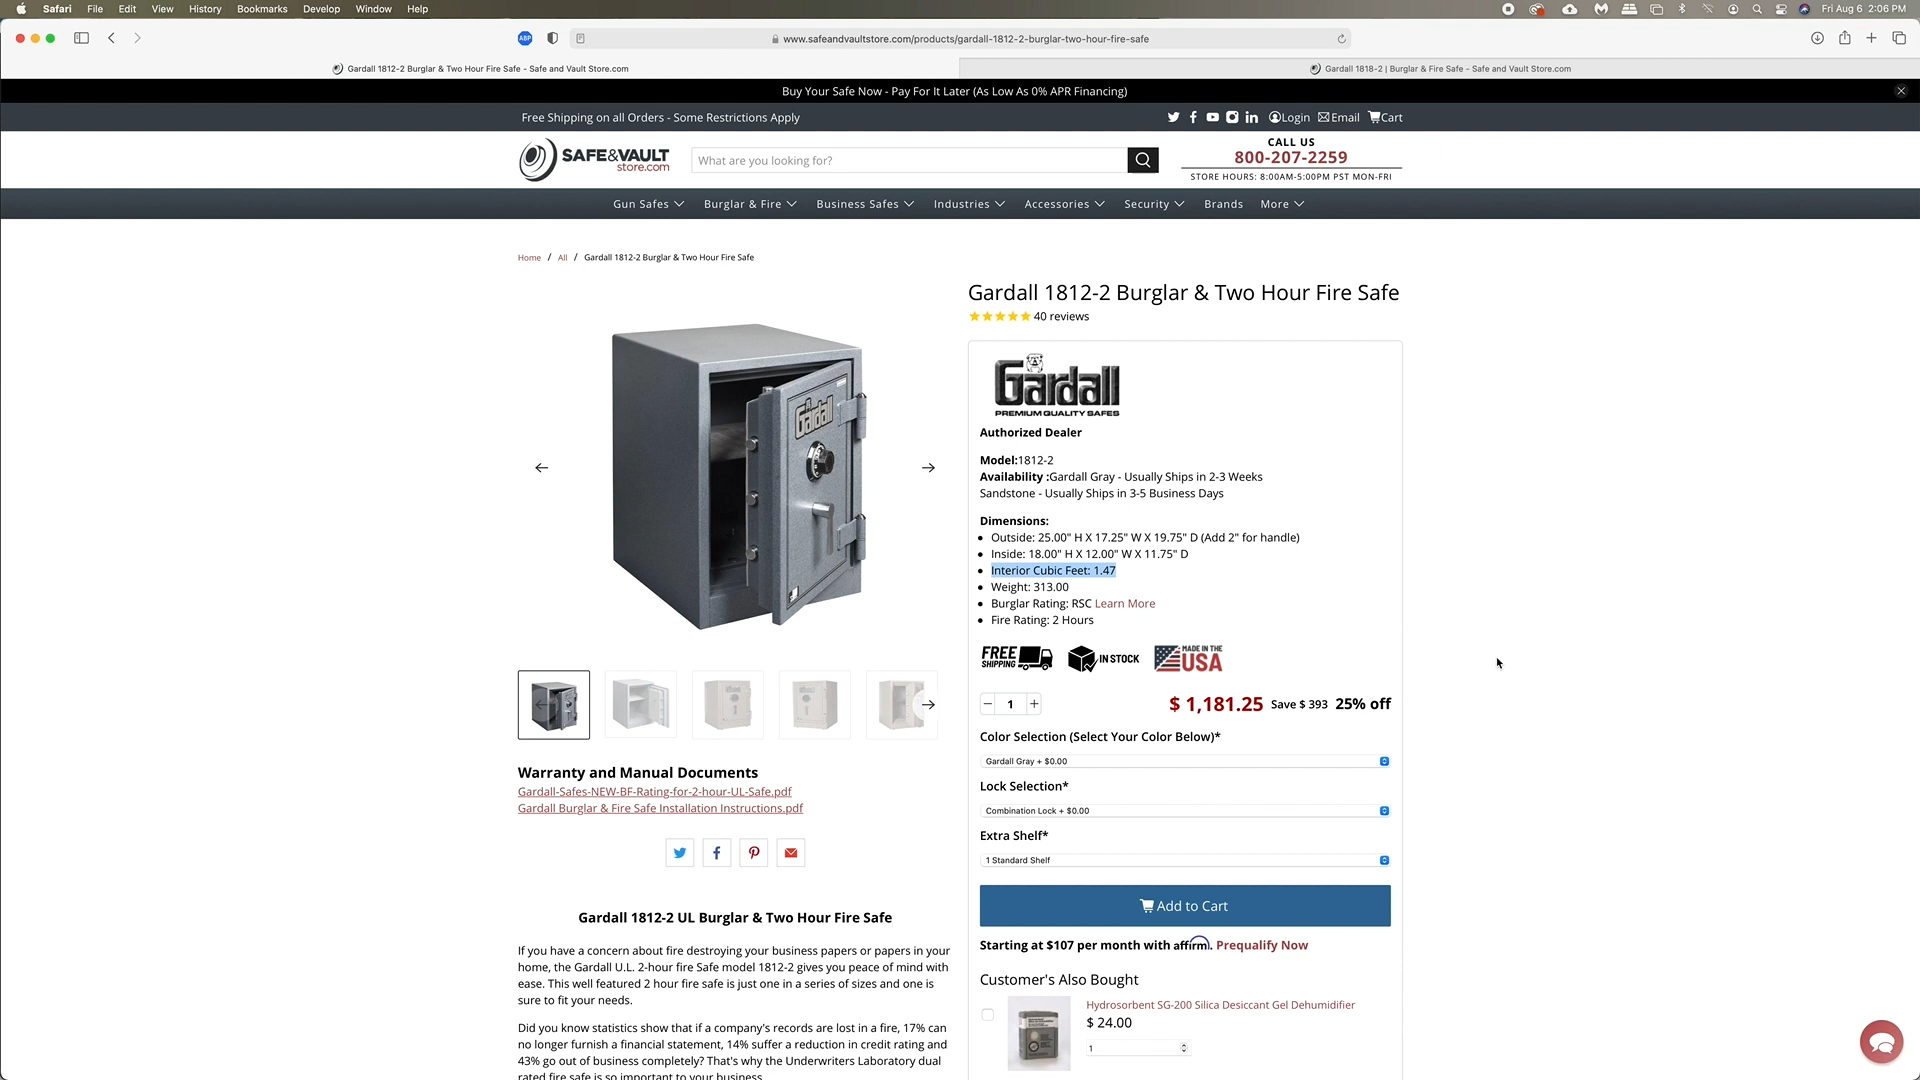 Safari File Edit View History Bookmarks Develop Window Help Fri Aug 6 2:06 PM
ABP www.safeandvaultstore.com/products/gardall-1812-2-burglar-two-hour-fire-safe
Gardall 1812-2 Burglar & Two Hour Fire Safe - Safe and Vault Store.com Gardall 1818-2 | Burglar & Fire Safe - Safe and Vault Store.com
Buy Your Safe Now - Pay For It Later (As Low As 0% APR Financing)
Free Shipping on all Orders - Some Restrictions Apply Login Email Cart
SAFE&VAULT
store.com
What are you looking for?
CALL US
800-207-2259
STORE HOURS: 8:00AM-5:00PM PST MON-FRI
Gun Safes Burglar & Fire Business Safes Industries Accessories Security Brands More
Home / All / Gardall 1812-2 Burglar & Two Hour Fire Safe
Gardall 1812-2 Burglar & Two Hour Fire Safe
40 reviews
Gardall
Gardall
PREMIUM QUALITY SAFES
Authorized Dealer
Model:1812-2
Availability :Gardall Gray - Usually Ships in 2-3 Weeks
Sandstone - Usually Ships in 3-5 Business Days
Dimensions:
• Outside: 25.00" H X 17.25" W X 19.75" D (Add 2" for handle)
• Inside: 18.00" H X 12.00" W X 11.75" D
• Interior Cubic Feet: 1.47
• Weight: 313.00
• Burglar Rating: RSC Learn More
• Fire Rating: 2 Hours
FREE SHIPPING IN STOCK MADE IN THE USA
1 $ 1,181.25 Save $ 393 25% off
Color Selection (Select Your Color Below)*
Gardall Gray + $0.00
Lock Selection*
Combination Lock + $0.00
Extra Shelf*
1 Standard Shelf
Add to Cart
Starting at $107 per month with affirm. Prequalify Now
Customer's Also Bought
Hydrosorbent SG-200 Silica Desiccant Gel Dehumidifier
$ 24.00
1
Warranty and Manual Documents
Gardall-Safes-NEW-BF-Rating-for-2-hour-UL-Safe.pdf
Gardall Burglar & Fire Safe Installation Instructions.pdf
Gardall 1812-2 UL Burglar & Two Hour Fire Safe
If you have a concern about fire destroying your business papers or papers in your
home, the Gardall U.L. 2-hour fire Safe model 1812-2 gives you peace of mind with
ease. This well featured 2 hour fire safe is just one in a series of sizes and one is
sure to fit your needs.
Did you know statistics show that if a company's records are lost in a fire, 17% can
no longer furnish a financial statement, 14% suffer a reduction in credit rating and
43% go out of business completely? That's why the Underwriters Laboratory dual
rated fire safe is so important to your business.